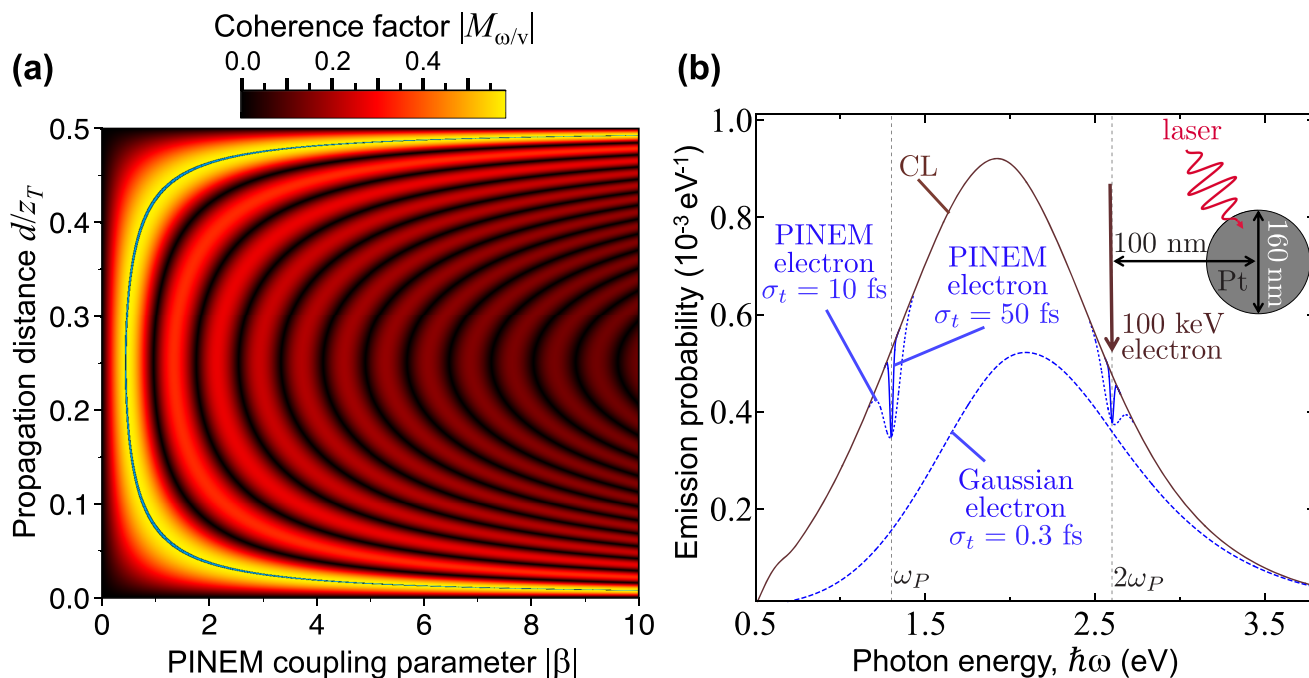 (a)
Coherence factor |M_{ω/v}|
0.0 0.2 0.4
Propagation distance d/z_T
0.5
0.4
0.3
0.2
0.1
0.0
0 2 4 6 8 10
PINEM coupling parameter |β|
(b)
Emission probability (10⁻³ eV⁻¹)
1.0
0.8
0.6
0.4
0.2
laser
CL
PINEM
electron
σ_t = 10 fs
PINEM
electron
σ_t = 50 fs
100 nm
160 nm
Pt
100 keV
electron
Gaussian
electron
σ_t = 0.3 fs
ω_P
2ω_P
0.5 1.5 2.5 3.5
Photon energy, ℏω (eV)